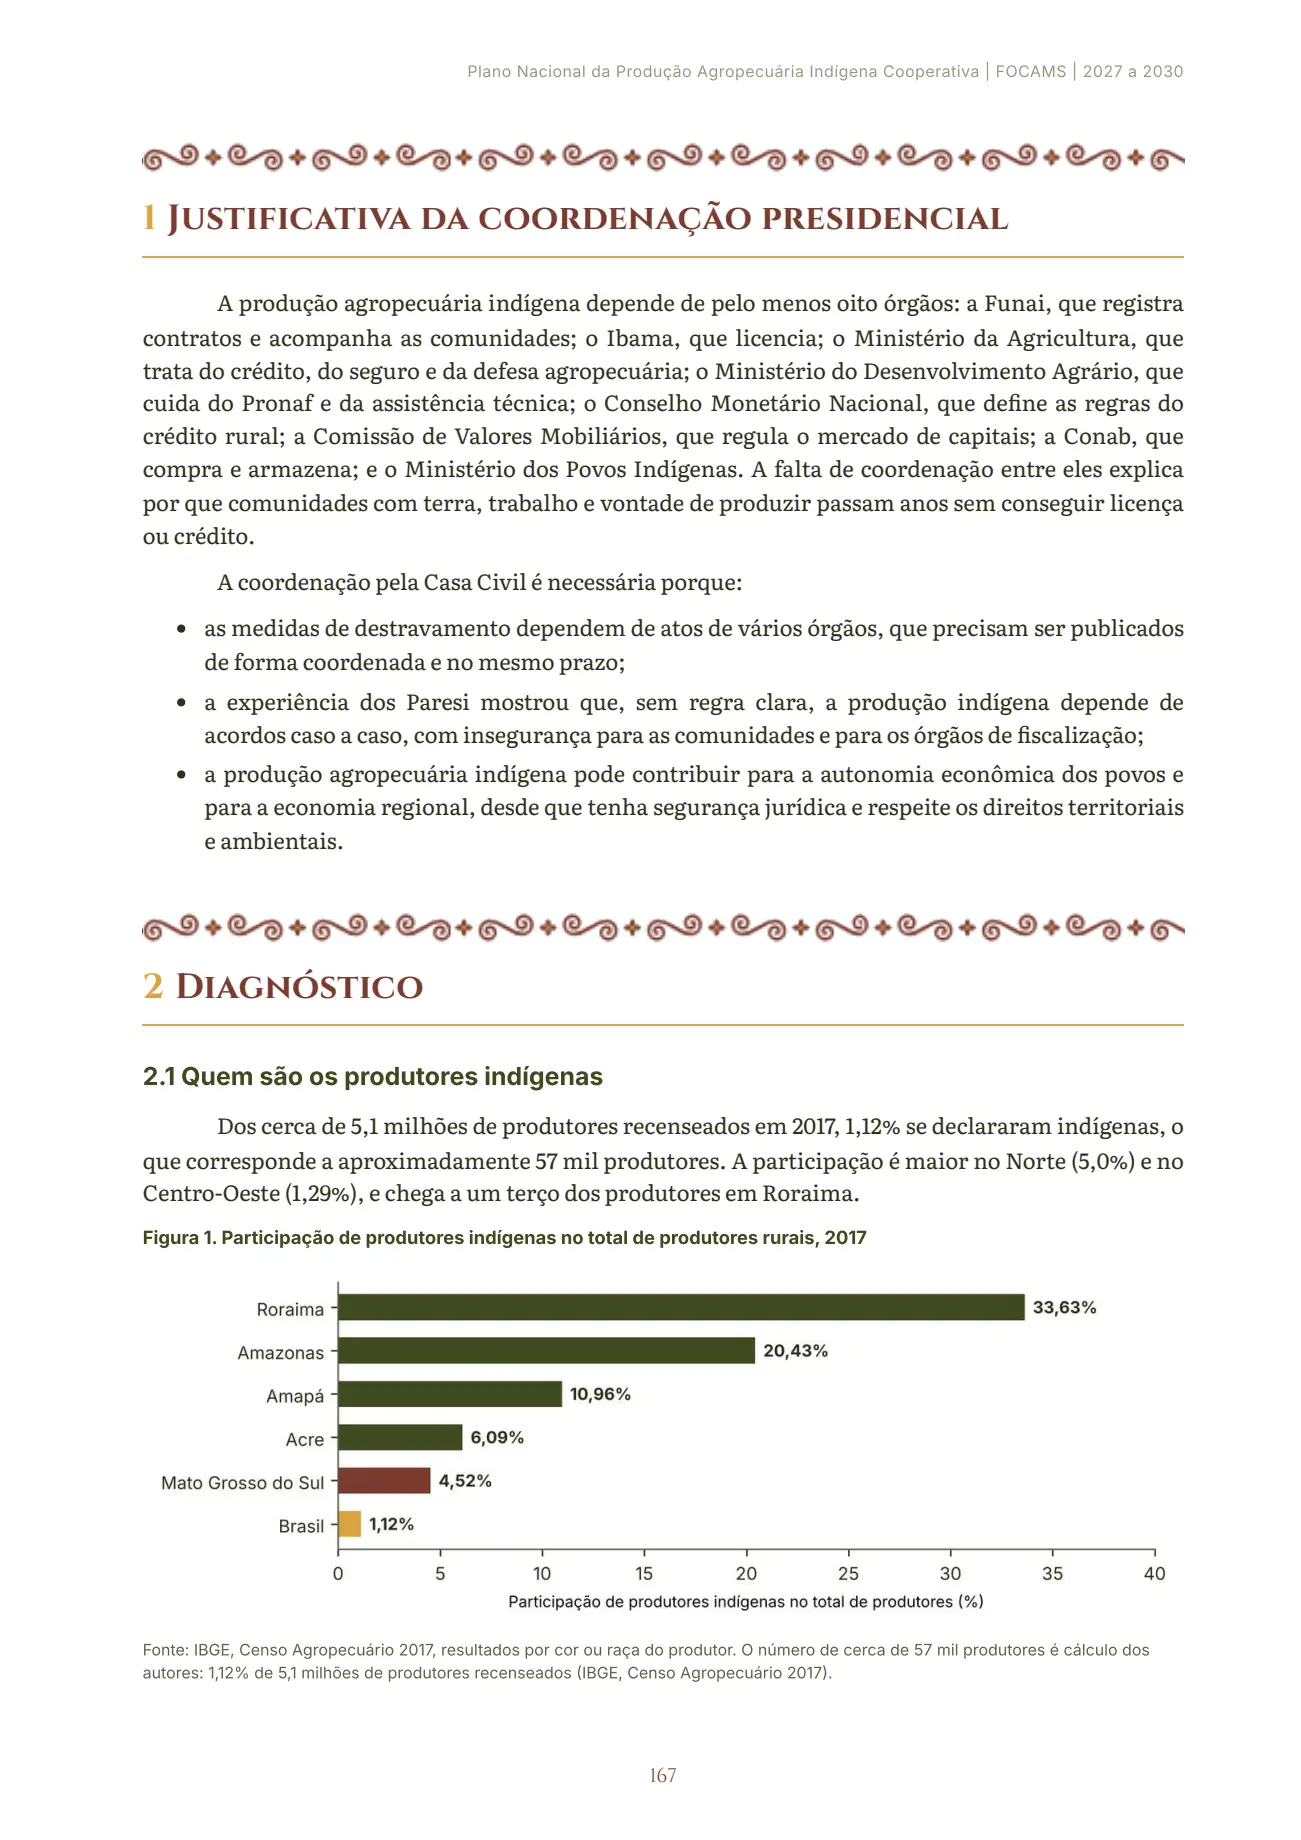 Plano Nacional da Produção Agropecuária Indígena Cooperativa | FOCAMS | 2027 a 2030
1 Justificativa da coordenação presidencial
A produção agropecuária indígena depende de pelo menos oito órgãos: a Funai, que registra
contratos e acompanha as comunidades; o Ibama, que licencia; o Ministério da Agricultura, que
trata do crédito, do seguro e da defesa agropecuária; o Ministério do Desenvolvimento Agrário, que
cuida do Pronaf e da assistência técnica; o Conselho Monetário Nacional, que define as regras do
crédito rural; a Comissão de Valores Mobiliários, que regula o mercado de capitais; a Conab, que
compra e armazena; e o Ministério dos Povos Indígenas. A falta de coordenação entre eles explica
por que comunidades com terra, trabalho e vontade de produzir passam anos sem conseguir licença
ou crédito.
A coordenação pela Casa Civil é necessária porque:
• as medidas de destravamento dependem de atos de vários órgãos, que precisam ser publicados
de forma coordenada e no mesmo prazo;
• a experiência dos Paresi mostrou que, sem regra clara, a produção indígena depende de
acordos caso a caso, com insegurança para as comunidades e para os órgãos de fiscalização;
• a produção agropecuária indígena pode contribuir para a autonomia econômica dos povos e
para a economia regional, desde que tenha segurança jurídica e respeite os direitos territoriais
e ambientais.
2 Diagnóstico
2.1 Quem são os produtores indígenas
Dos cerca de 5,1 milhões de produtores recenseados em 2017, 1,12% se declararam indígenas, o
que corresponde a aproximadamente 57 mil produtores. A participação é maior no Norte (5,0%) e no
Centro-Oeste (1,29%), e chega a um terço dos produtores em Roraima.
Figura 1. Participação de produtores indígenas no total de produtores rurais, 2017
Roraima 33,63%
Amazonas 20,43%
Amapá 10,96%
Acre 6,09%
Mato Grosso do Sul 4,52%
Brasil 1,12%
0 5 10 15 20 25 30 35 40
Participação de produtores indígenas no total de produtores (%)
Fonte: IBGE, Censo Agropecuário 2017, resultados por cor ou raça do produtor. O número de cerca de 57 mil produtores é cálculo dos
autores: 1,12% de 5,1 milhões de produtores recenseados (IBGE, Censo Agropecuário 2017).
167